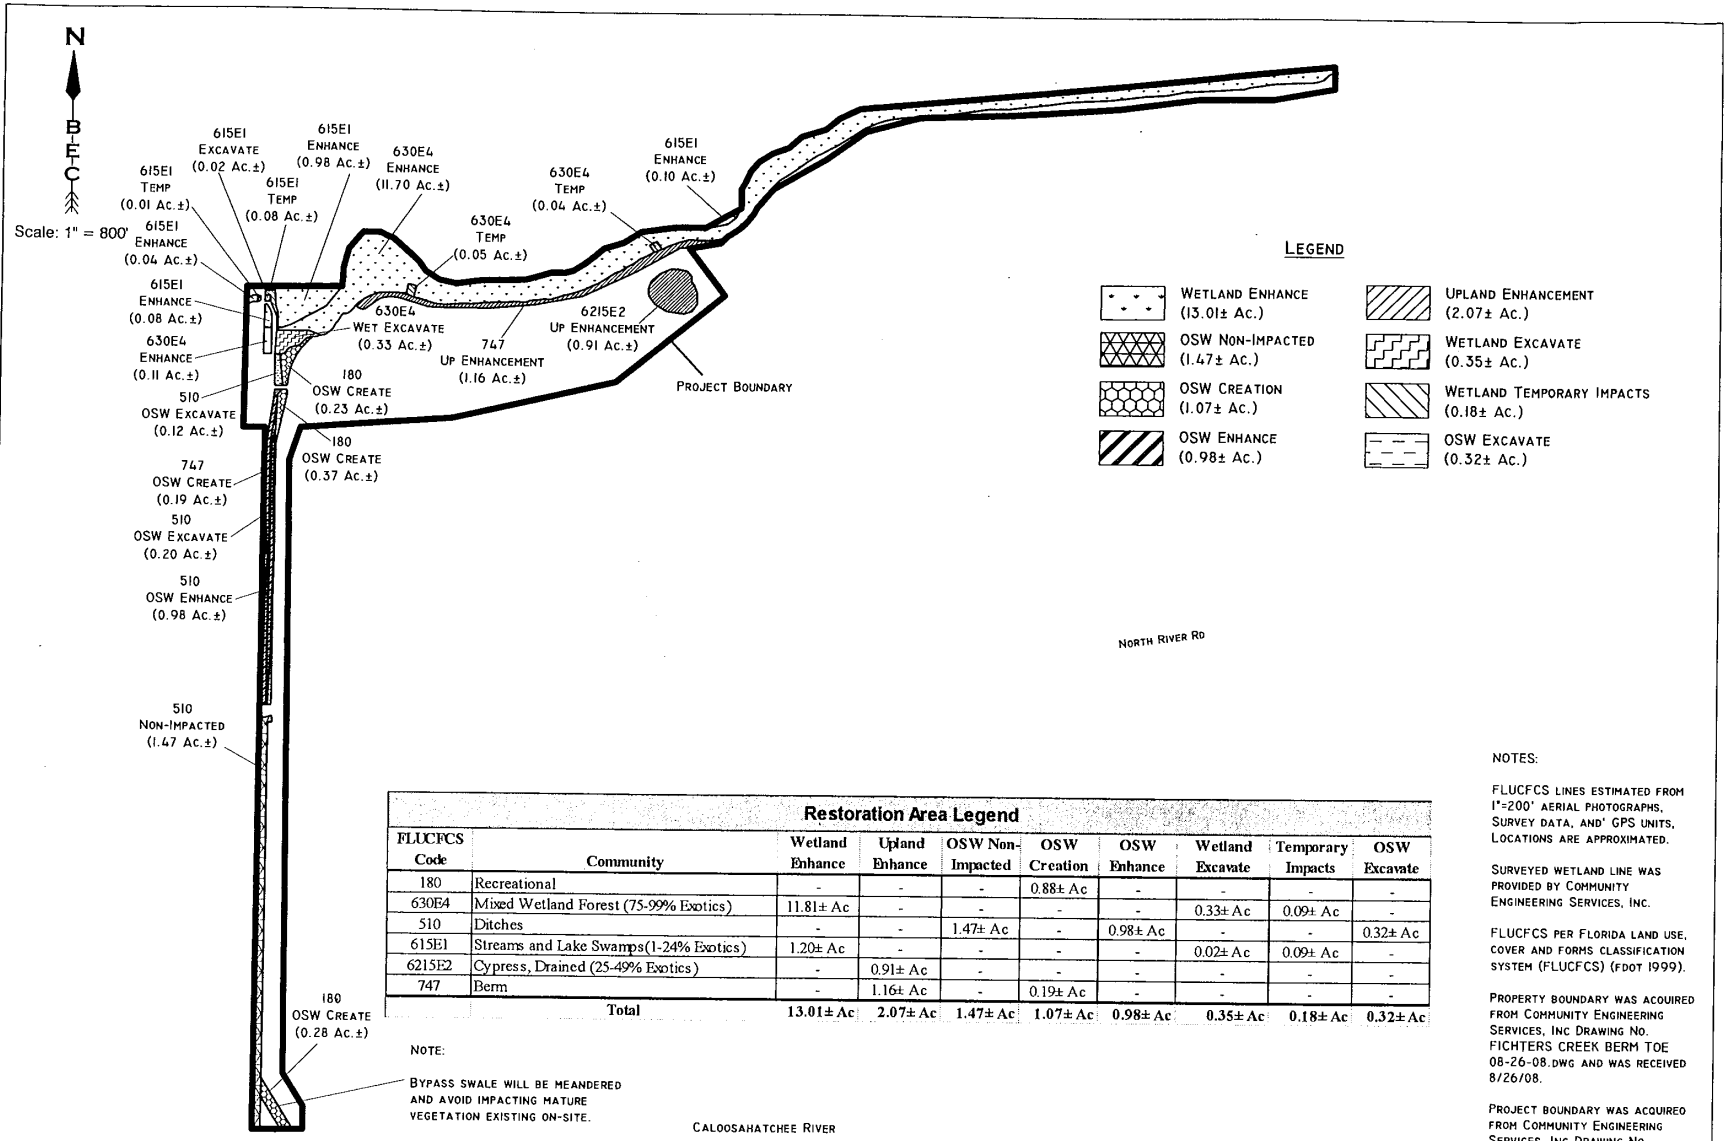 N
B-E-C
Scale: 1" = 800'
615E1
EXCAVATE
(0.02 AC.±)
615E1
ENHANCE
(0.98 AC.±)
630E4
ENHANCE
(11.70 AC.±)
615E1
TEMP
(0.01 AC.±)
615E1
TEMP
(0.08 AC.±)
615E1
ENHANCE
(0.04 AC.±)
630E4
TEMP
(0.05 AC.±)
630E4
TEMP
(0.04 AC.±)
615E1
ENHANCE
(0.10 AC.±)
615E1
ENHANCE
(0.08 AC.±)
630E4
ENHANCE
(0.11 AC.±)
630E4
WET EXCAVATE
(0.33 AC.±)
747
UP ENHANCEMENT
(1.16 AC.±)
6215E2
UP ENHANCEMENT
(0.91 AC.±)
PROJECT BOUNDARY
180
OSW CREATE
(0.23 AC.±)
510
OSW EXCAVATE
(0.12 AC.±)
180
OSW CREATE
(0.37 AC.±)
747
OSW CREATE
(0.19 AC.±)
510
OSW EXCAVATE
(0.20 AC.±)
510
OSW ENHANCE
(0.98 AC.±)
510
NON-IMPACTED
(1.47 AC.±)
180
OSW CREATE
(0.28 AC.±)
LEGEND
WETLAND ENHANCE
(13.01± AC.)
OSW NON-IMPACTED
(1.47± AC.)
OSW CREATION
(1.07± AC.)
OSW ENHANCE
(0.98± AC.)
UPLAND ENHANCEMENT
(2.07± AC.)
WETLAND EXCAVATE
(0.35± AC.)
WETLAND TEMPORARY IMPACTS
(0.18± AC.)
OSW EXCAVATE
(0.32± AC.)
NORTH RIVER RD
Restoration Area Legend
FLUCFCS Code Community Wetland Enhance Upland Enhance OSW Non-Impacted OSW Creation OSW Enhance Wetland Excavate Temporary Impacts OSW Excavate
180 Recreational - - - 0.88± Ac - - - -
630E4 Mixed Wetland Forest (75-99% Exotics) 11.81± Ac - - - - 0.33± Ac 0.09± Ac -
510 Ditches - - 1.47± Ac - 0.98± Ac - - 0.32± Ac
615E1 Streams and Lake Swamps(1-24% Exotics) 1.20± Ac - - - - 0.02± Ac 0.09± Ac -
6215E2 Cypress, Drained (25-49% Exotics) - 0.91± Ac - - - - - -
747 Berm - 1.16± Ac - 0.19± Ac - - - -
Total 13.01± Ac 2.07± Ac 1.47± Ac 1.07± Ac 0.98± Ac 0.35± Ac 0.18± Ac 0.32± Ac
NOTE:
BYPASS SWALE WILL BE MEANDERED
AND AVOID IMPACTING MATURE
VEGETATION EXISTING ON-SITE.
CALOOSAHATCHEE RIVER
NOTES:
FLUCFCS LINES ESTIMATED FROM
1"=200' AERIAL PHOTOGRAPHS,
SURVEY DATA, AND' GPS UNITS,
LOCATIONS ARE APPROXIMATED.
SURVEYED WETLAND LINE WAS
PROVIDED BY COMMUNITY
ENGINEERING SERVICES, INC.
FLUCFCS PER FLORIDA LAND USE,
COVER AND FORMS CLASSIFICATION
SYSTEM (FLUCFCS) (FDOT 1999).
PROPERTY BOUNDARY WAS ACQUIRED
FROM COMMUNITY ENGINEERING
SERVICES, INC DRAWING NO.
FICHTERS CREEK BERM TOE
08-26-08.DWG AND WAS RECEIVED
8/26/08.
PROJECT BOUNDARY WAS ACQUIRED
FROM COMMUNITY ENGINEERING
SERVICES, INC DRAWING NO.